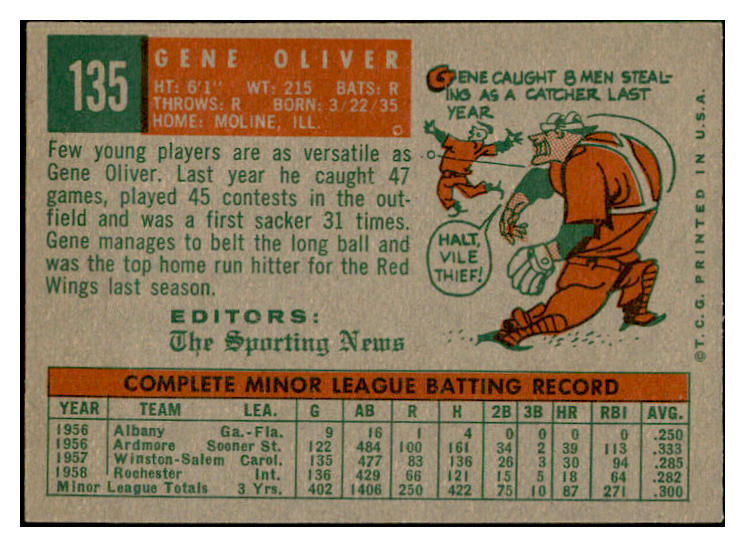 135
GENE OLIVER
HT: 6'1" WT: 215 BATS: R
THROWS: R BORN: 3/22/35
HOME: MOLINE, ILL.
GENE CAUGHT 8 MEN STEAL-
ING AS A CATCHER LAST
YEAR
HALT,
VILE
THIEF!
Few young players are as versatile as
Gene Oliver. Last year he caught 47
games, played 45 contests in the out-
field and was a first sacker 31 times.
Gene manages to belt the long ball and
was the top home run hitter for the Red
Wings last season.
EDITORS:
The Sporting News
©T.C.G. PRINTED IN U.S.A.
COMPLETE MINOR LEAGUE BATTING RECORD
YEAR TEAM LEA. G AB R H 2B 3B HR RBI AVG.
1956 Albany Ga.-Fla. 9 16 1 4 0 0 0 0 .250
1956 Ardmore Sooner St. 122 484 100 161 34 2 39 113 .333
1957 Winston-Salem Carol. 135 477 83 136 26 3 30 94 .285
1958 Rochester Int. 136 429 66 121 15 5 18 64 .282
Minor League Totals 3 Yrs. 402 1406 250 422 75 10 87 271 .300